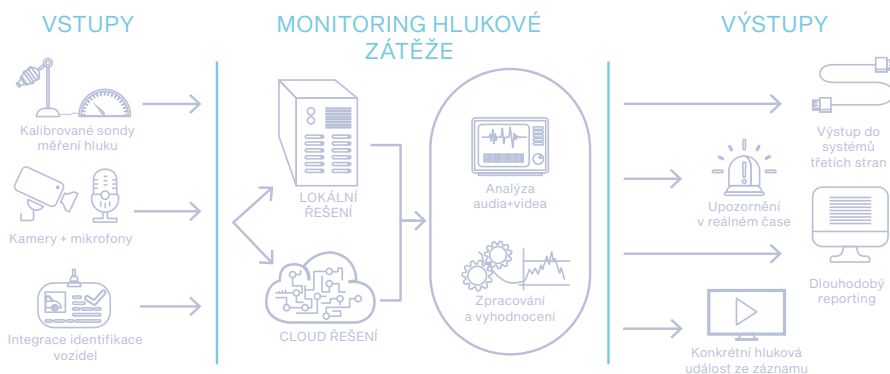 VSTUPY
Kalibrované sondy
měření hluku
Kamery + mikrofony
Integrace identifikace
vozidel
MONITORING HLUKOVÉ
ZÁTĚŽE
LOKÁLNÍ
ŘEŠENÍ
CLOUD ŘEŠENÍ
Analýza
audia+videa
Zpracování
a vyhodnocení
VÝSTUPY
Výstup do
systémů
třetích stran
Upozornění
v reálném čase
Dlouhodobý
reporting
Konkrétní hluková
událost ze záznamu